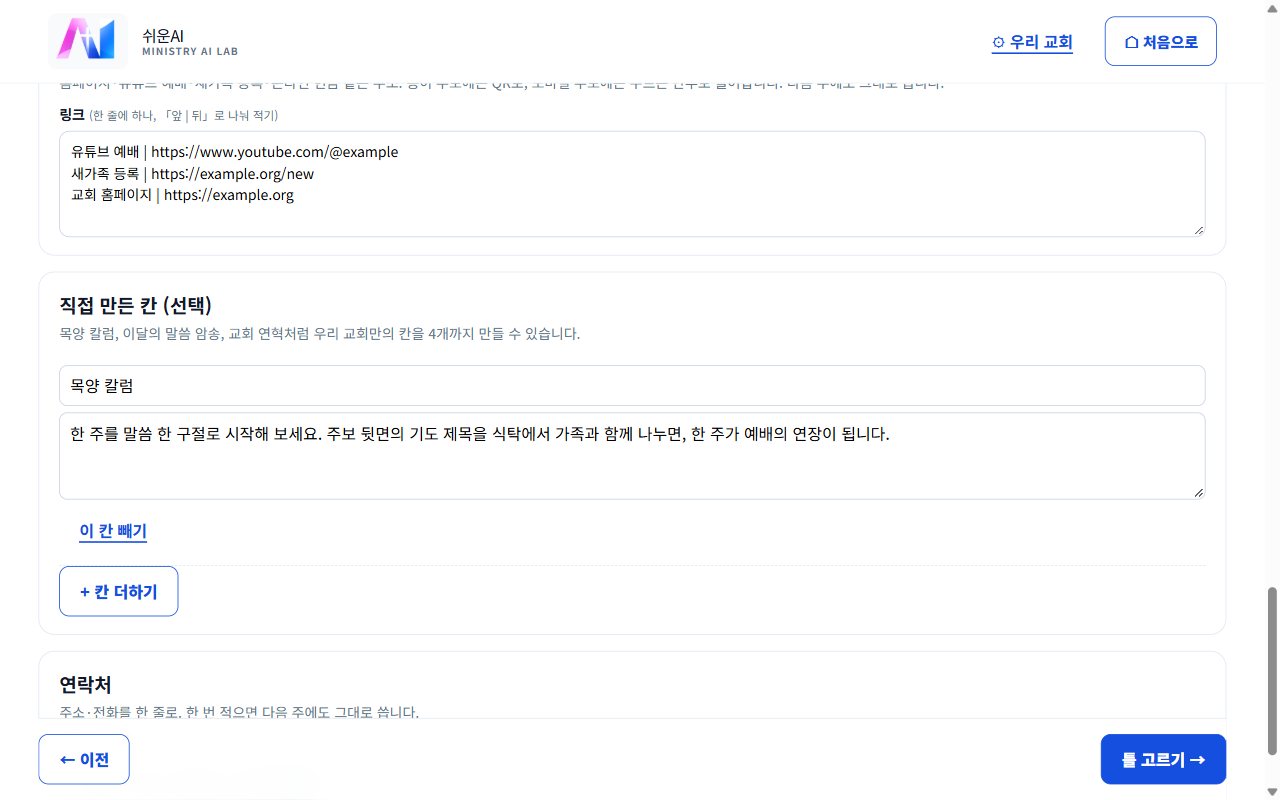 쉬운AI
MINISTRY AI LAB
우리 교회
처음으로
링크 (한 줄에 하나, 「앞 | 뒤」로 나눠 적기)
유튜브 예배 | https://www.youtube.com/@example
새가족 등록 | https://example.org/new
교회 홈페이지 | https://example.org
직접 만든 칸 (선택)
목양 칼럼, 이달의 말씀 암송, 교회 연혁처럼 우리 교회만의 칸을 4개까지 만들 수 있습니다.
목양 칼럼
한 주를 말씀 한 구절로 시작해 보세요. 주보 뒷면의 기도 제목을 식탁에서 가족과 함께 나누면, 한 주가 예배의 연장이 됩니다.
이 칸 빼기
+ 칸 더하기
연락처
주소·전화를 한 줄로. 한 번 적으면 다음 주에도 그대로 씁니다.
← 이전
틀 고르기 →